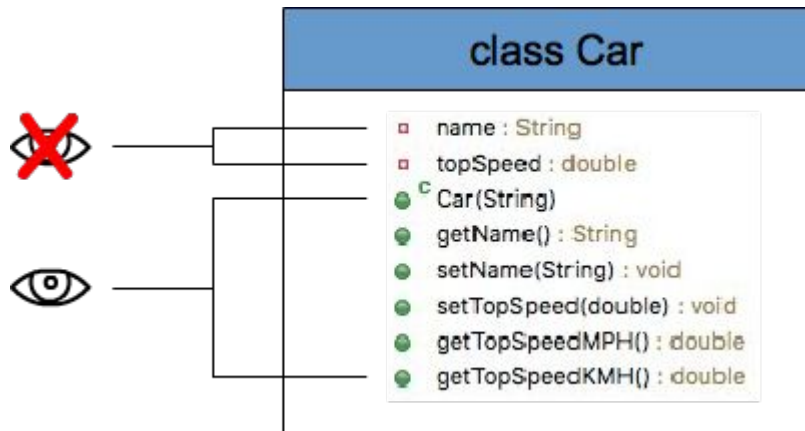 class Car
name : String
topSpeed : double
C Car(String)
getName() : String
setName(String) : void
setTopSpeed(double) : void
getTopSpeedMPH() : double
getTopSpeedKMH() : double